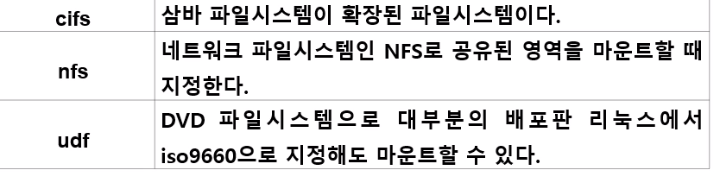 cifs
삼바 파일시스템이 확장된 파일시스템이다.
nfs
네트워크 파일시스템인 NFS로 공유된 영역을 마운트할 때
지정한다.
udf
DVD 파일시스템으로 대부분의 배포판 리눅스에서
iso9660으로 지정해도 마운트할 수 있다.